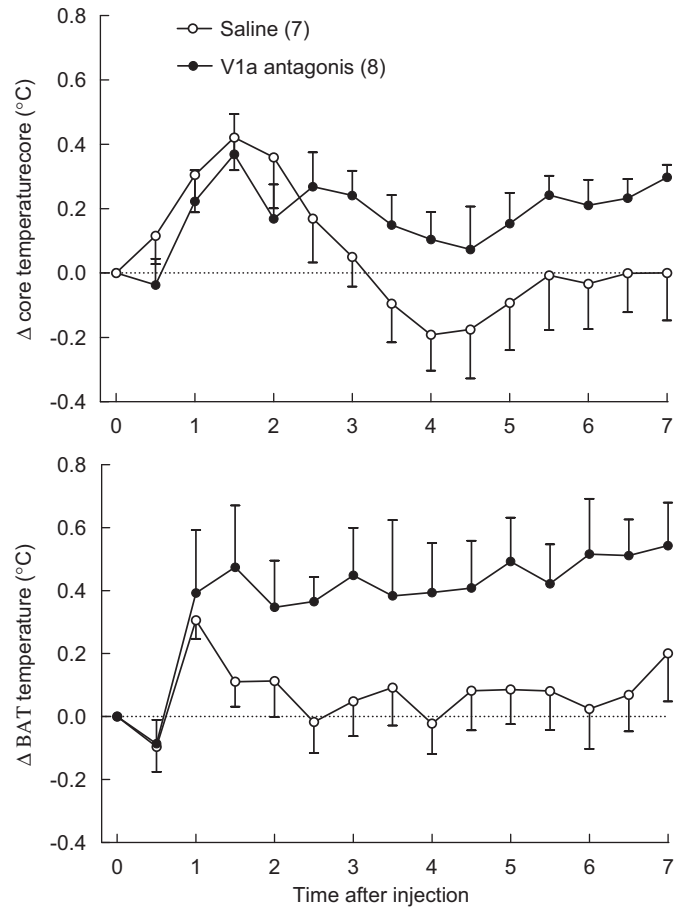 0.8
Saline (7)
0.6
V1a antagonis (8)
0.4
0.2
0.0
-0.2
-0.4
Δ core temperaturecore (°C)
0 1 2 3 4 5 6 7
0.8
0.6
0.4
0.2
0.0
-0.2
-0.4
Δ BAT temperature (°C)
0 1 2 3 4 5 6 7
Time after injection